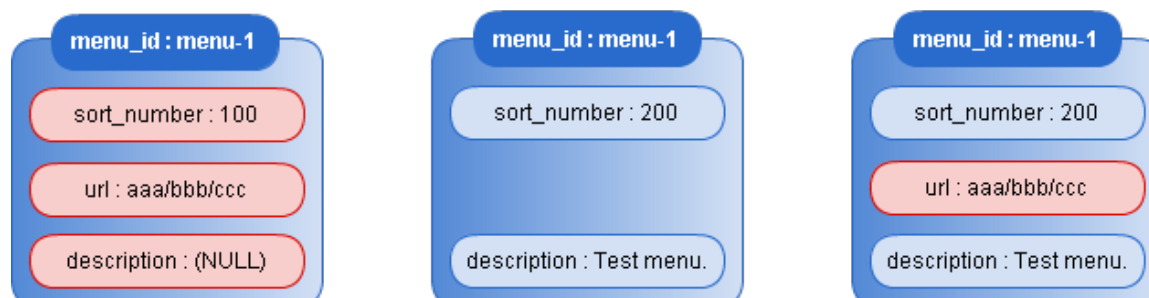 menu_id : menu-1
sort_number : 100
url : aaa/bbb/ccc
description : (NULL)
menu_id : menu-1
sort_number : 200
description : Test menu.
menu_id : menu-1
sort_number : 200
url : aaa/bbb/ccc
description : Test menu.